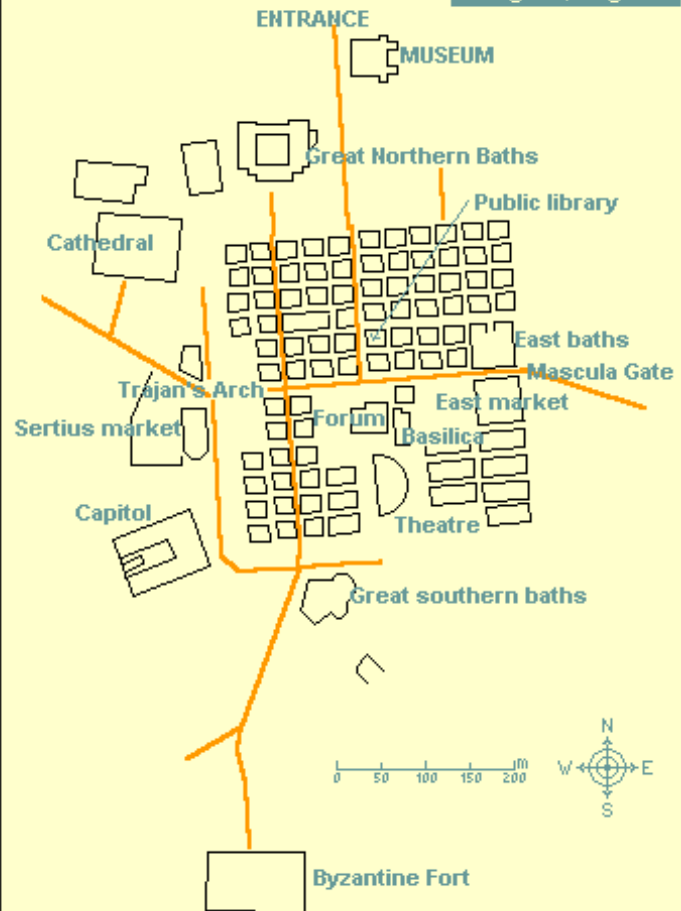 ENTRANCE
MUSEUM
Great Northern Baths
Public library
Cathedral
East baths
Mascula Gate
Trajan's Arch
East market
Forum
Sertius market
Basilica
Capitol
Theatre
Great southern baths
N
m
0 50 100 150 200
W E
S
Byzantine Fort